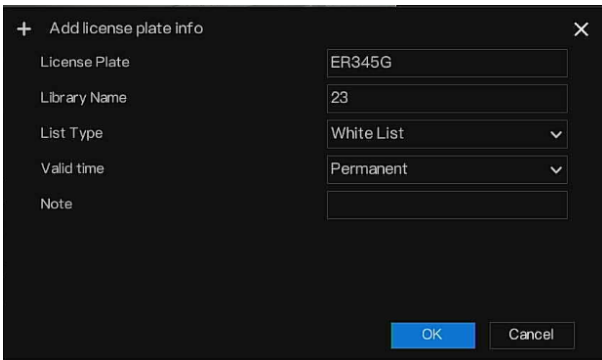 Add license plate info
License Plate ER345G
Library Name 23
List Type White List
Valid time Permanent
Note
OK Cancel